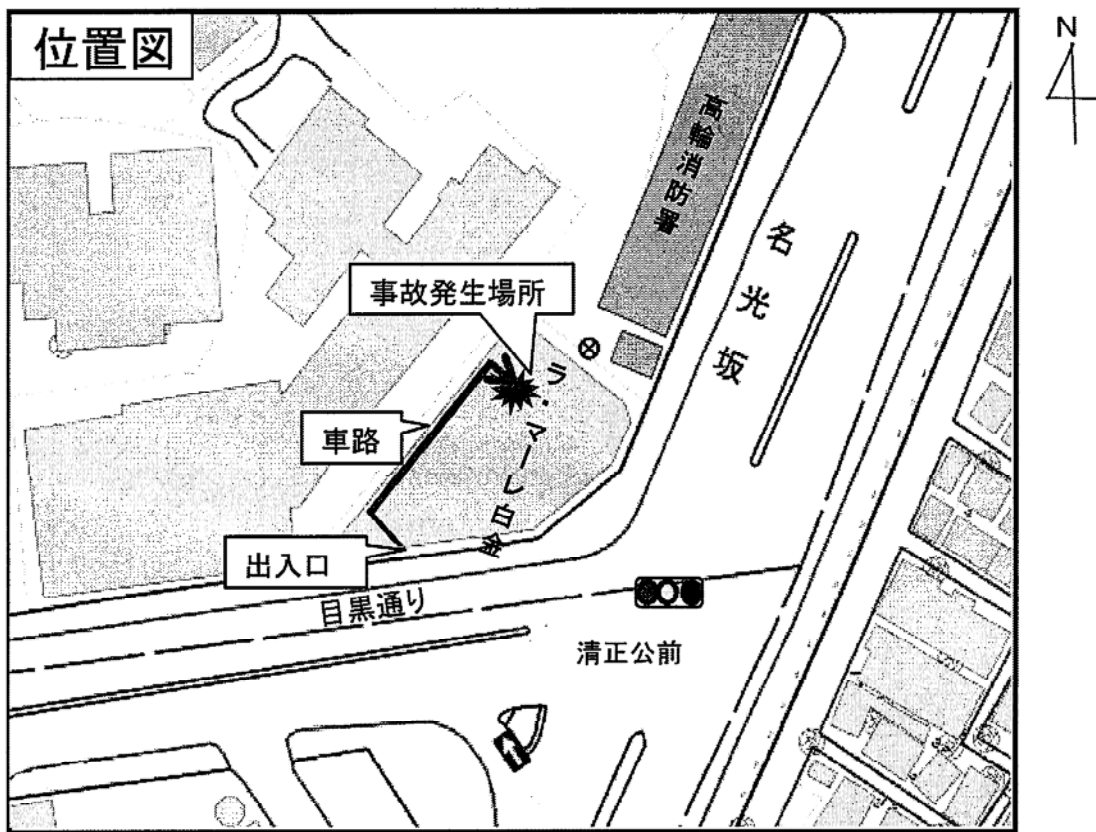 位置図
N
高輪消防署
名光坂
事故発生場所
ラ・マーレ白金
車路
出入口
目黒通り
清正公前